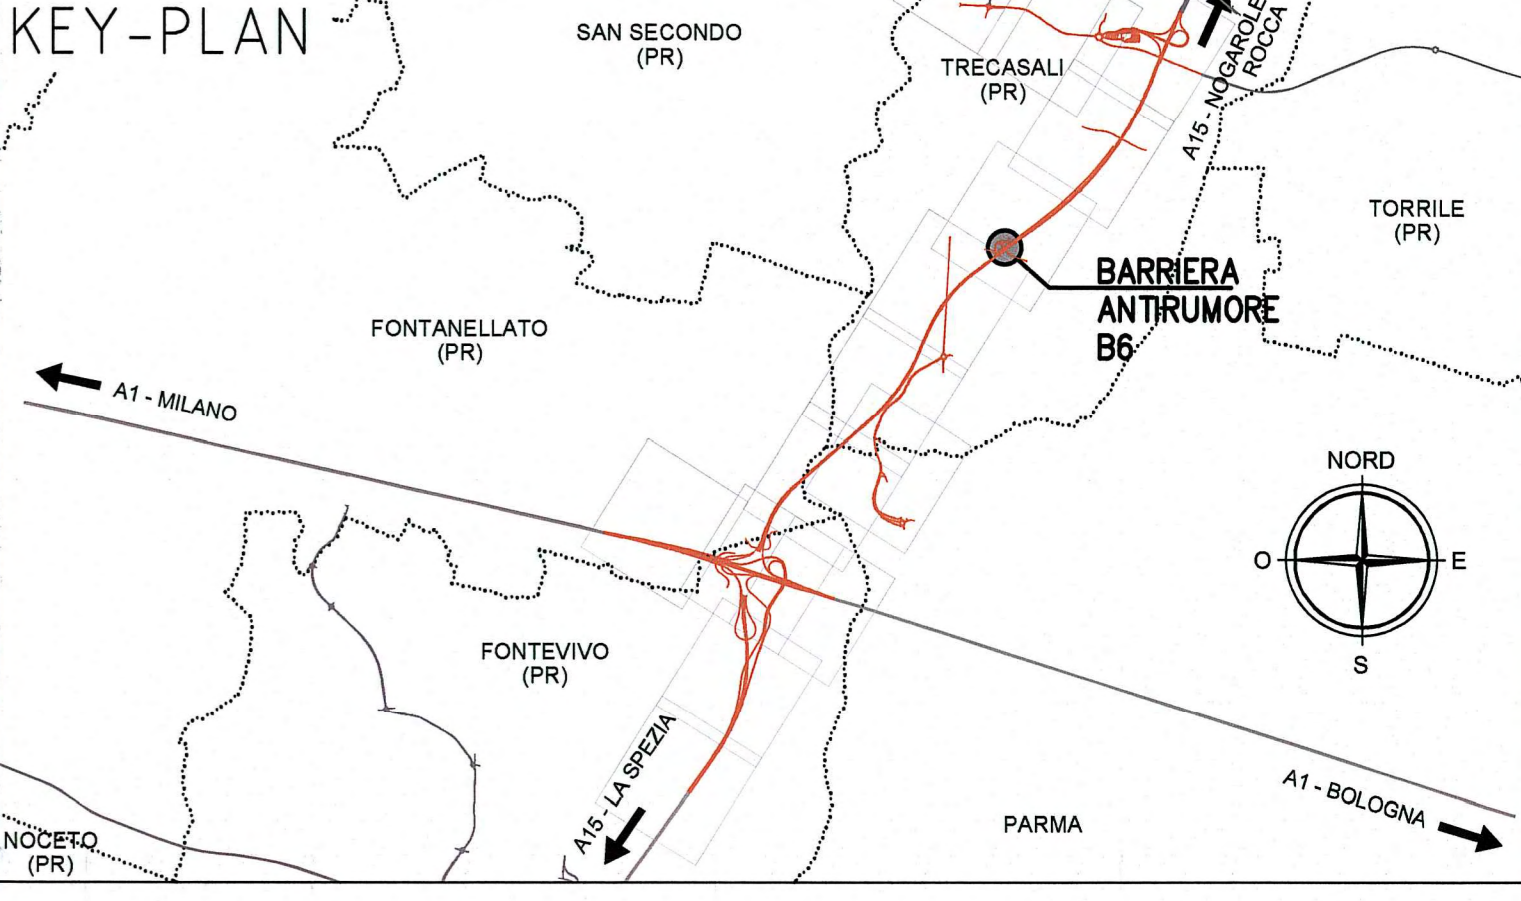 KEY-PLAN
SAN SECONDO
(PR)
TRECASALI
(PR)
A15 - NOGAROLE
ROCCA
TORRILE
(PR)
BARRIERA
ANTIRUMORE
B6
FONTANELLATO
(PR)
A1 - MILANO
NORD
O
E
S
FONTEVIVO
(PR)
A15 - LA SPEZIA
A1 - BOLOGNA
PARMA
NOCETO
(PR)